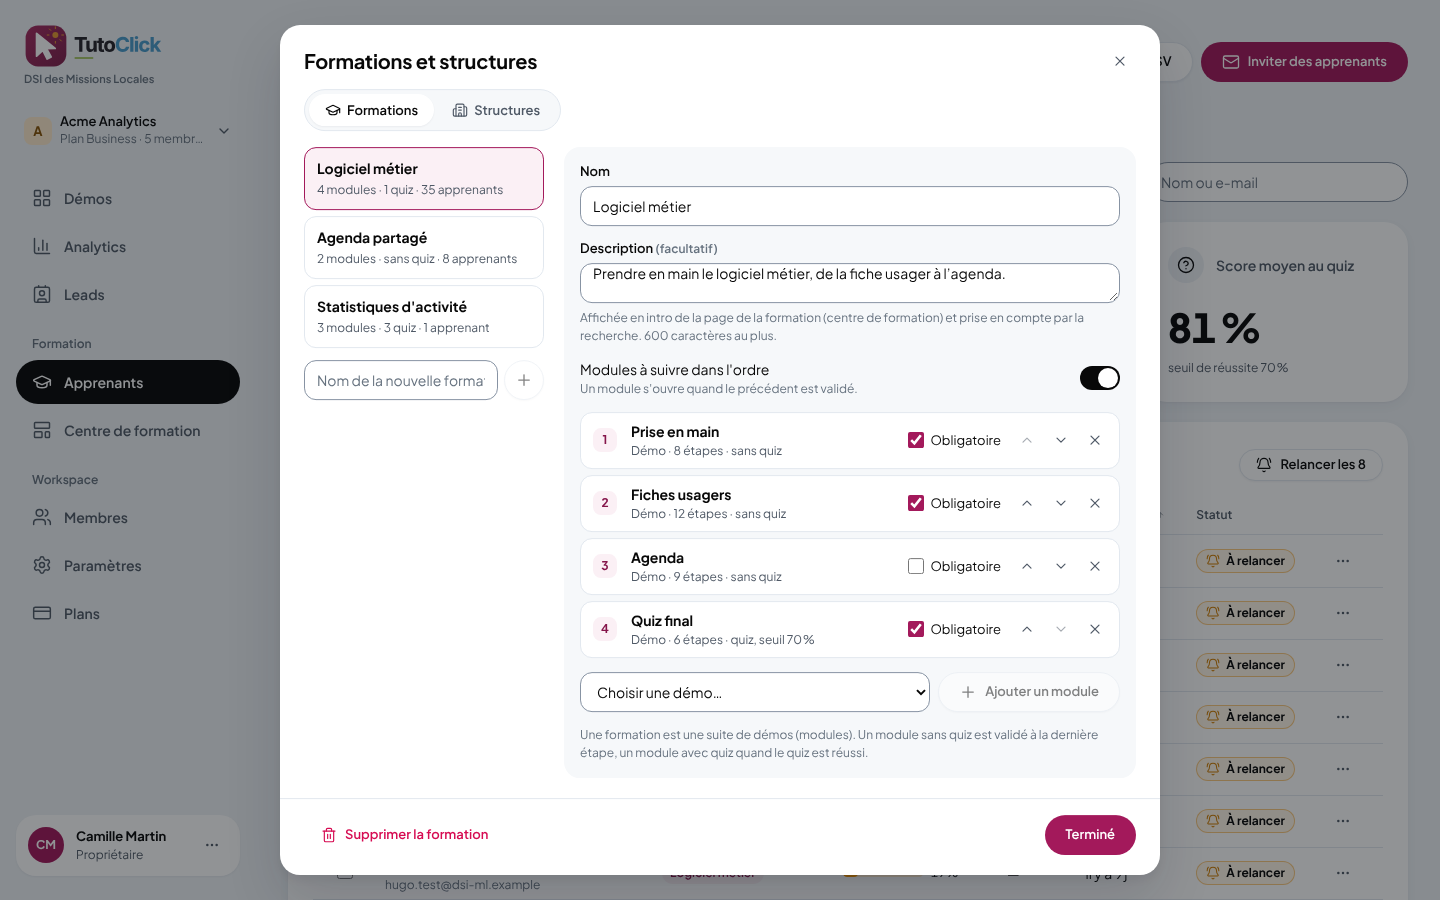 TutoClick
DSI des Missions Locales
A
Acme Analytics
Plan Business · 5 membr...
Démos
Analytics
Leads
Formation
Apprenants
Centre de formation
Workspace
Membres
Paramètres
Plans
CM
Camille Martin
Propriétaire
Formations et structures
Formations
Structures
Logiciel métier
4 modules · 1 quiz · 35 apprenants
Agenda partagé
2 modules · sans quiz · 8 apprenants
Statistiques d'activité
3 modules · 3 quiz · 1 apprenant
Nom de la nouvelle format
Nom
Logiciel métier
Description (facultatif)
Prendre en main le logiciel métier, de la fiche usager à l'agenda.
Affichée en intro de la page de la formation (centre de formation) et prise en compte par la
recherche. 600 caractères au plus.
Modules à suivre dans l'ordre
Un module s'ouvre quand le précédent est validé.
1
Prise en main
Démo · 8 étapes · sans quiz
Obligatoire
2
Fiches usagers
Démo · 12 étapes · sans quiz
Obligatoire
3
Agenda
Démo · 9 étapes · sans quiz
Obligatoire
4
Quiz final
Démo · 6 étapes · quiz, seuil 70 %
Obligatoire
Choisir une démo...
Ajouter un module
Une formation est une suite de démos (modules). Un module sans quiz est validé à la dernière
étape, un module avec quiz quand le quiz est réussi.
Supprimer la formation
Terminé
SV
Inviter des apprenants
Nom ou e-mail
Score moyen au quiz
81 %
seuil de réussite 70 %
Relancer les 8
Statut
À relancer
À relancer
À relancer
À relancer
À relancer
À relancer
À relancer
hugo.test@dsi-ml.example